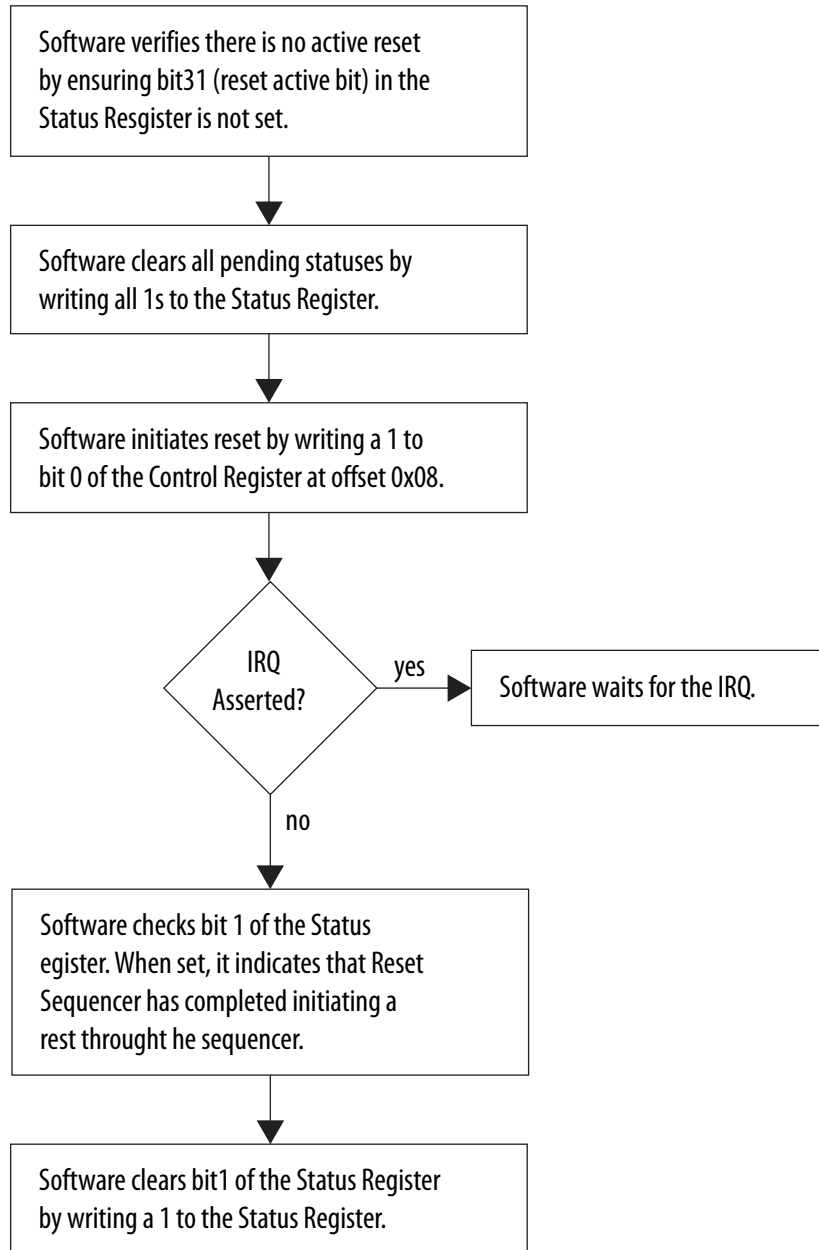 Software verifies there is no active reset
by ensuring bit31 (reset active bit) in the
Status Resgister is not set.
Software clears all pending statuses by
writing all 1s to the Status Register.
Software initiates reset by writing a 1 to
bit 0 of the Control Register at offset 0x08.
IRQ
Asserted?
yes
Software waits for the IRQ.
no
Software checks bit 1 of the Status
egister. When set, it indicates that Reset
Sequencer has completed initiating a
rest throught he sequencer.
Software clears bit1 of the Status Register
by writing a 1 to the Status Register.